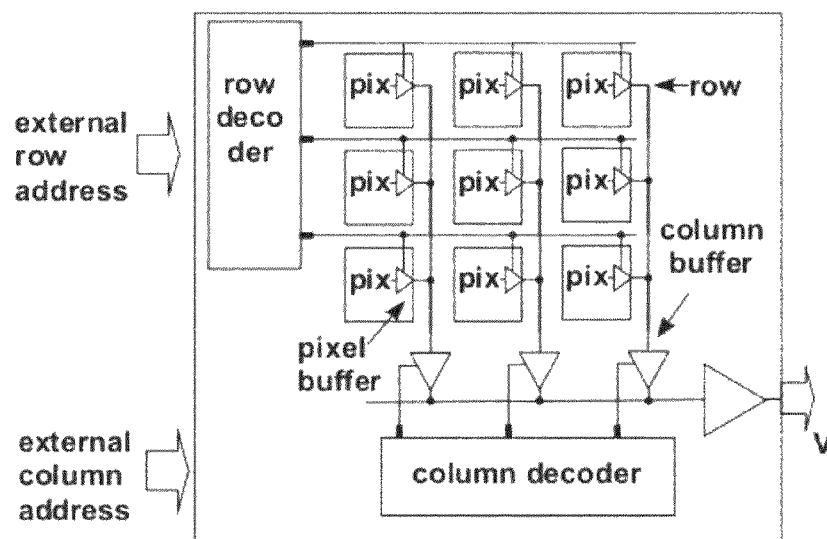 row
deco
der
external
row
address
pix pix pix
row
pix pix pix
column
buffer
pix pix pix
pixel
buffer
external
column
address
column decoder
V